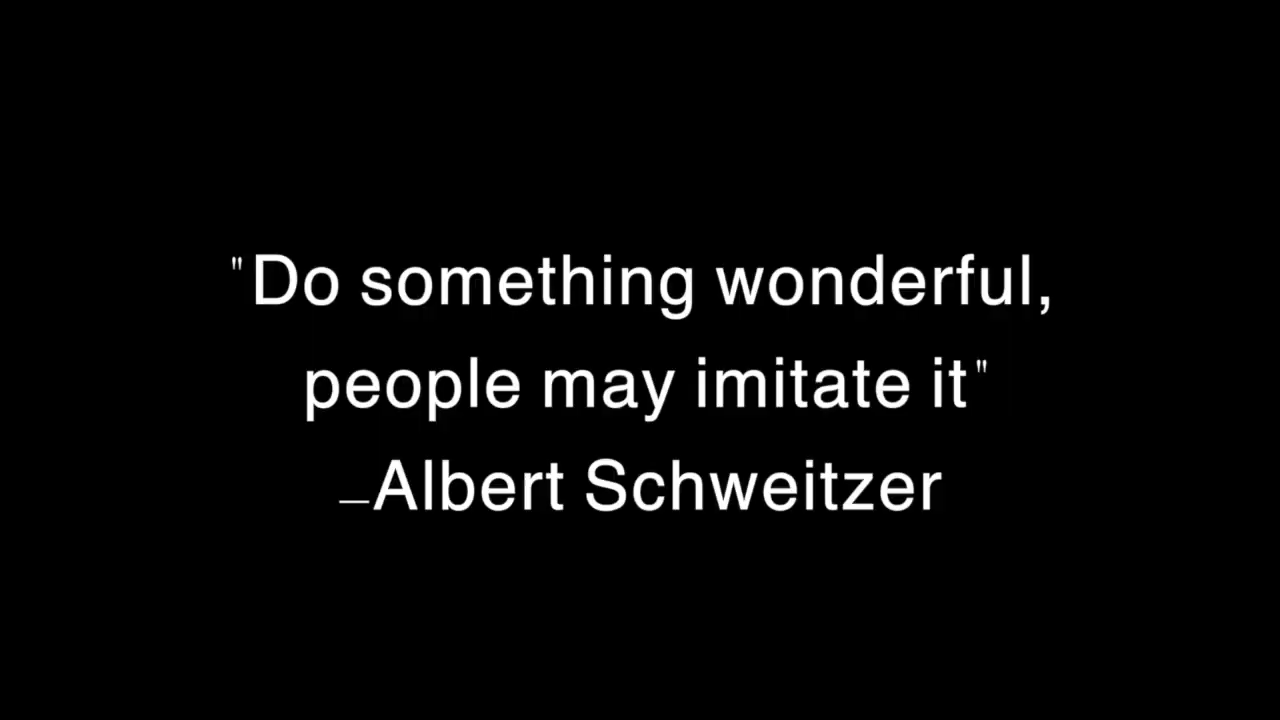 "Do something wonderful,
people may imitate it"
—Albert Schweitzer